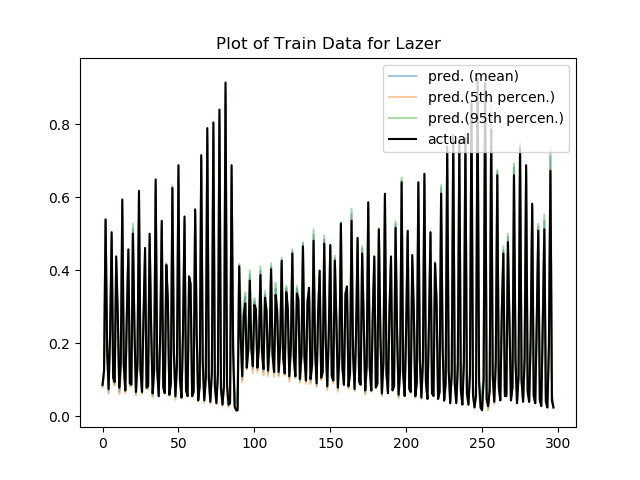 Plot of Train Data for Lazer
pred. (mean)
pred.(5th percen.)
pred.(95th percen.)
actual
0.8
0.6
0.4
0.2
0.0
0 50 100 150 200 250 300